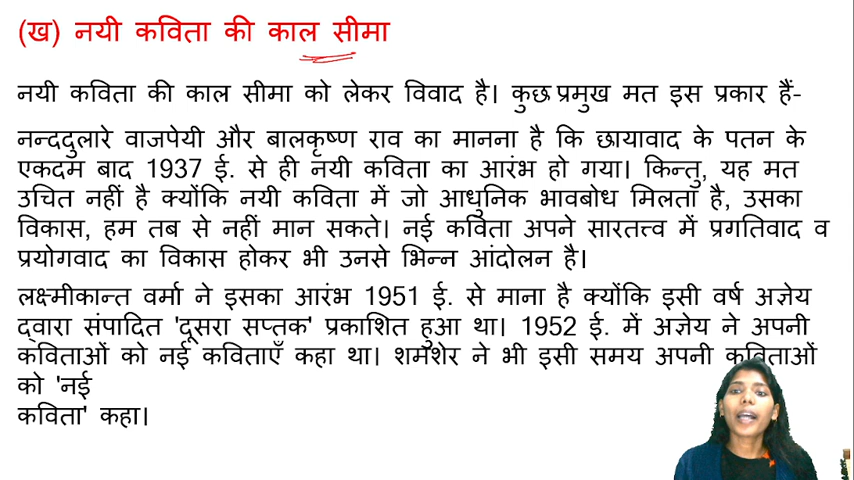 (ख) नयी कविता की काल सीमा
नयी कविता की काल सीमा को लेकर विवाद है। कुछ प्रमुख मत इस प्रकार हैं-
नन्ददुलारे वाजपेयी और बालकृष्ण राव का मानना है कि छायावाद के पतन के
एकदम बाद 1937 ई. से ही नयी कविता का आरंभ हो गया। किन्तु, यह मत
उचित नहीं है क्योंकि नयी कविता में जो आधुनिक भावबोध मिलता है, उसका
विकास, हम तब से नहीं मान सकते। नई कविता अपने सारतत्त्व में प्रगतिवाद व
प्रयोगवाद का विकास होकर भी उनसे भिन्न आंदोलन है।
लक्ष्मीकान्त वर्मा ने इसका आरंभ 1951 ई. से माना है क्योंकि इसी वर्ष अज्ञेय
द्वारा संपादित 'दूसरा सप्तक' प्रकाशित हुआ था। 1952 ई. में अज्ञेय ने अपनी
कविताओं को नई कविताएँ कहा था। शमशेर ने भी इसी समय अपनी कविताओं
को 'नई
कविता' कहा।